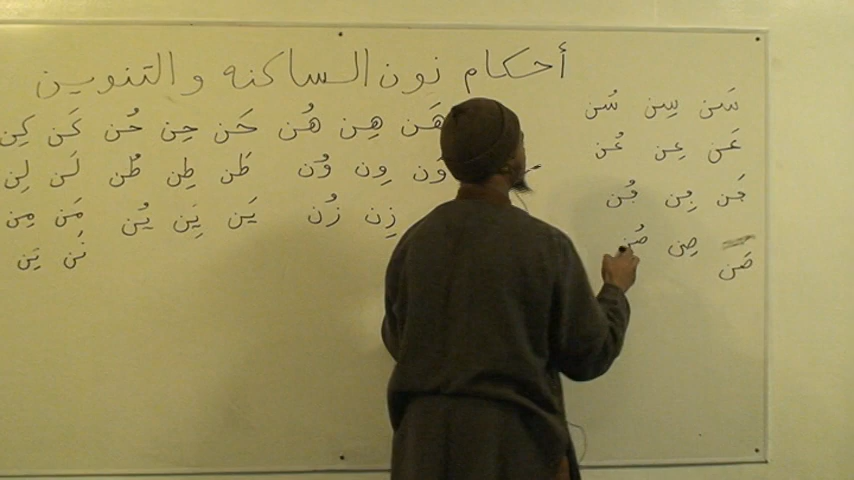 أحكام نون الساكنه والتنوين
سَن سِن سُن
عَن عِن عُن
صَن صِن صُن
هَن هِن هُن
وَن وِن وُن
زِن زُن
حَن حِن حُن
طَن طِن طُن
يَن يِن يُن
كَن كِن
لَن لِن
مَن مِن